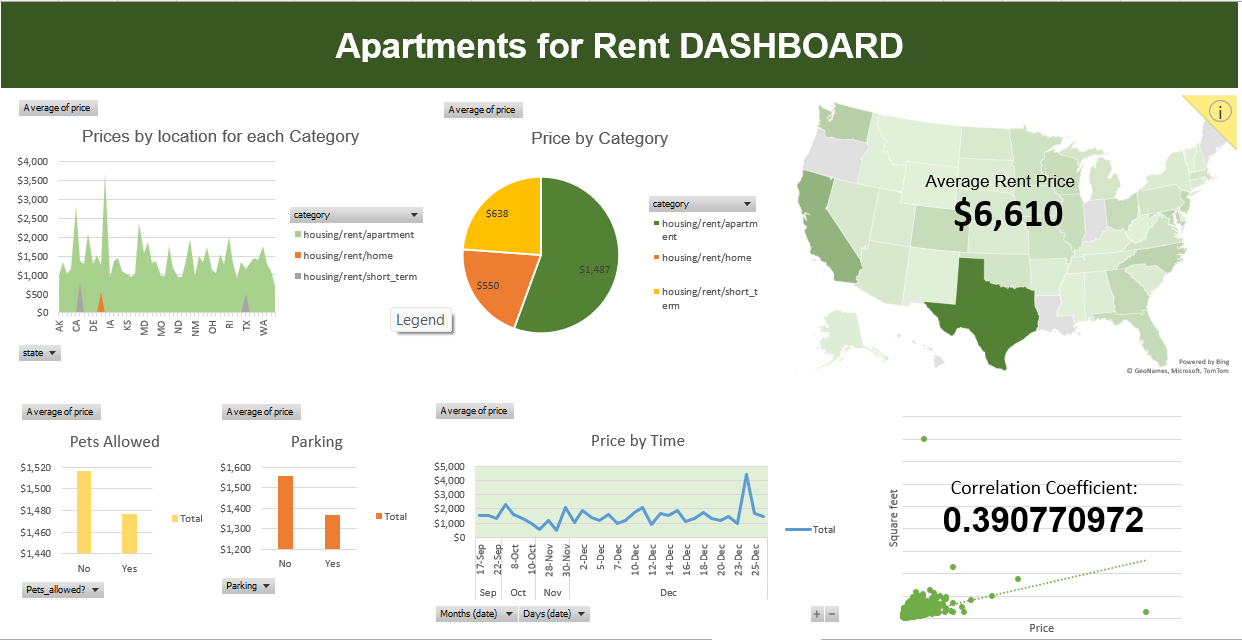 Apartments for Rent DASHBOARD
Average of price
Prices by location for each Category
$4,000
$3,500
$3,000
$2,500
$2,000
$1,500
$1,000
$500
$0
AK
CA
DE
IA
KS
MD
MO
ND
NM
OH
RI
TX
WA
category
housing/rent/apartment
housing/rent/home
housing/rent/short_term
state
Legend
Average of price
Price by Category
$638
$550
$1,487
category
housing/rent/apartm
ent
housing/rent/home
housing/rent/short_t
erm
i
Average Rent Price
$6,610
Powered by Bing
© GeoNames, Microsoft, TomTom
Average of price
Pets Allowed
$1,520
$1,500
$1,480
$1,460
$1,440
No
Yes
Total
Pets_allowed?
Average of price
Parking
$1,600
$1,500
$1,400
$1,300
$1,200
No
Yes
Total
Parking
Average of price
Price by Time
$5,000
$4,000
$3,000
$2,000
$1,000
$0
17-Sep
22-Sep
8-Oct
10-Oct
28-Nov
30-Nov
2-Dec
5-Dec
7-Dec
10-Dec
12-Dec
14-Dec
16-Dec
18-Dec
20-Dec
23-Dec
25-Dec
Sep
Oct
Nov
Dec
Total
Months (date)
Days (date)
+ −
Square feet
Correlation Coefficient:
0.390770972
Price